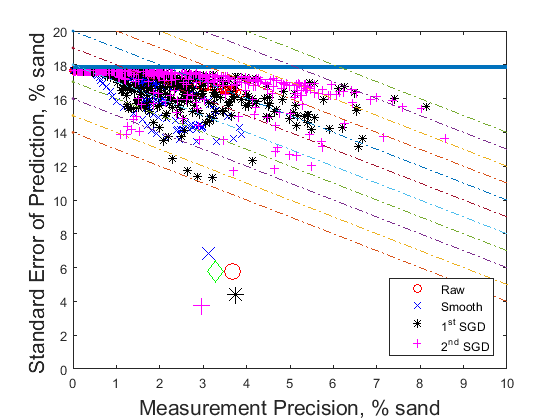 20
18
16
14
12
10
8
6
4
2
0
Standard Error of Prediction, % sand
Raw
Smooth
1st SGD
2nd SGD
0 1 2 3 4 5 6 7 8 9 10
Measurement Precision, % sand